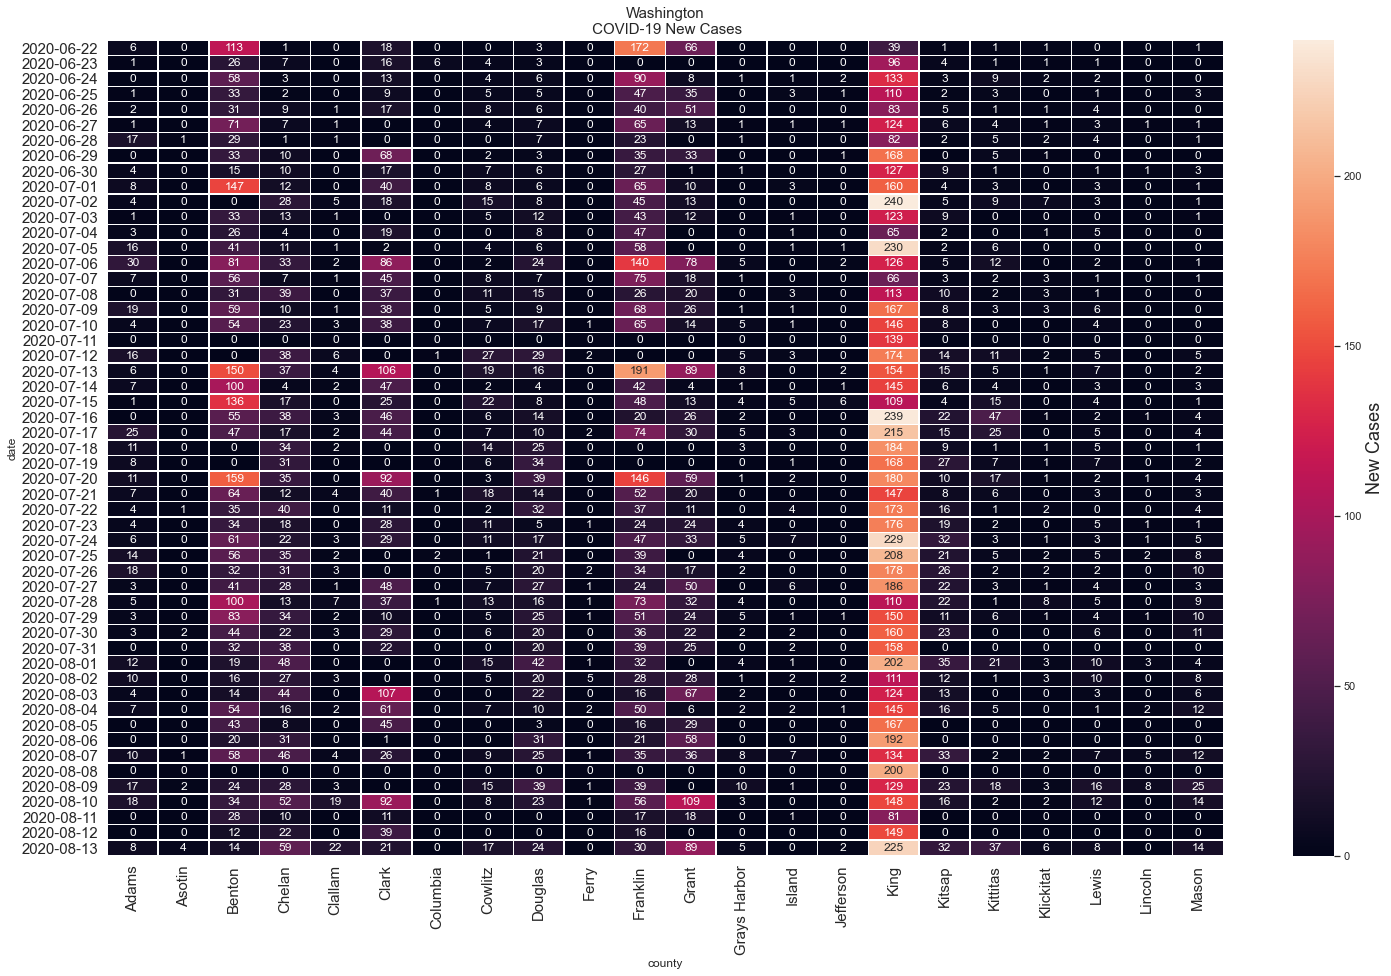 Washington
COVID-19 New Cases
2020-06-22 6 0 113 1 0 18 0 0 3 0 172 66 0 0 0 39 1 1 1 0 0 1
2020-06-23 1 0 26 7 0 16 6 4 3 0 0 0 0 0 0 96 4 1 1 1 0 0
2020-06-24 0 0 58 3 0 13 0 4 6 0 90 8 1 1 2 133 3 9 2 2 0 0
2020-06-25 1 0 33 2 0 9 0 5 5 0 47 35 0 3 1 110 2 3 0 1 0 3
2020-06-26 2 0 31 9 1 17 0 8 6 0 40 51 0 0 0 83 5 1 1 4 0 0
2020-06-27 1 0 71 7 1 0 0 4 7 0 65 13 1 1 1 124 6 4 1 3 1 1
2020-06-28 17 1 29 1 1 0 0 0 7 0 23 0 1 0 0 82 2 5 2 4 0 1
2020-06-29 0 0 33 10 0 68 0 2 3 0 35 33 0 0 1 168 0 5 1 0 0 0
2020-06-30 4 0 15 10 0 17 0 7 6 0 27 1 1 0 0 127 9 1 0 1 1 3
2020-07-01 8 0 147 12 0 40 0 8 6 0 65 10 0 3 0 160 4 3 0 3 0 1
2020-07-02 4 0 0 28 5 18 0 15 8 0 45 13 0 0 0 240 5 9 7 3 0 1
2020-07-03 1 0 33 13 1 0 0 5 12 0 43 12 0 1 0 123 9 0 0 0 0 1
2020-07-04 3 0 26 4 0 19 0 0 8 0 47 0 0 1 0 65 2 0 1 5 0 0
2020-07-05 16 0 41 11 1 2 0 4 6 0 58 0 0 1 1 230 2 6 0 0 0 0
2020-07-06 30 0 81 33 2 86 0 2 24 0 140 78 5 0 2 126 5 12 0 2 0 1
2020-07-07 7 0 56 7 1 45 0 8 7 0 75 18 1 0 0 66 3 2 3 1 0 1
2020-07-08 0 0 31 39 0 37 0 11 15 0 26 20 0 3 0 113 10 2 3 1 0 0
2020-07-09 19 0 59 10 1 38 0 5 9 0 68 26 1 1 0 167 8 3 3 6 0 0
2020-07-10 4 0 54 23 3 38 0 7 17 1 65 14 5 1 0 146 8 0 0 4 0 0
2020-07-11 0 0 0 0 0 0 0 0 0 0 0 0 0 0 0 139 0 0 0 0 0 0
2020-07-12 16 0 0 38 6 0 1 27 29 2 0 0 5 3 0 174 14 11 2 5 0 5
2020-07-13 6 0 150 37 4 106 0 19 16 0 191 89 8 0 2 154 15 5 1 7 0 2
2020-07-14 7 0 100 4 2 47 0 2 4 0 42 4 1 0 1 145 6 4 0 3 0 3
2020-07-15 1 0 136 17 0 25 0 22 8 0 48 13 4 5 6 109 4 15 0 4 0 1
2020-07-16 0 0 55 38 3 46 0 6 14 0 20 26 2 0 0 239 22 47 1 2 1 4
2020-07-17 25 0 47 17 2 44 0 7 10 2 74 30 5 3 0 215 15 25 0 5 0 4
2020-07-18 11 0 0 34 2 0 0 14 25 0 0 0 3 0 0 184 9 1 1 5 0 1
2020-07-19 8 0 0 31 0 0 0 6 34 0 0 0 0 1 0 168 27 7 1 7 0 2
2020-07-20 11 0 159 35 0 92 0 3 39 0 146 59 1 2 0 180 10 17 1 2 1 4
2020-07-21 7 0 64 12 4 40 1 18 14 0 52 20 0 0 0 147 8 6 0 3 0 3
2020-07-22 4 1 35 40 0 11 0 2 32 0 37 11 0 4 0 173 16 1 2 0 0 4
2020-07-23 4 0 34 18 0 28 0 11 5 1 24 24 4 0 0 176 19 2 0 5 1 1
2020-07-24 6 0 61 22 3 29 0 11 17 0 47 33 5 7 0 229 32 3 1 3 1 5
2020-07-25 14 0 56 35 2 0 2 1 21 0 39 0 4 0 0 208 21 5 2 5 2 8
2020-07-26 18 0 32 31 3 0 0 5 20 2 34 17 2 0 0 178 26 2 2 2 0 10
2020-07-27 3 0 41 28 1 48 0 7 27 1 24 50 0 6 0 186 22 3 1 4 0 3
2020-07-28 5 0 100 13 7 37 1 13 16 1 73 32 4 0 0 110 22 1 8 5 0 9
2020-07-29 3 0 83 34 2 10 0 5 25 0 51 24 5 1 1 150 11 6 1 4 1 10
2020-07-30 3 2 44 22 3 29 0 6 20 0 36 22 2 2 0 160 23 0 0 6 0 11
2020-07-31 0 0 32 38 0 22 0 0 20 0 39 25 0 2 0 158 0 0 0 0 0 0
2020-08-01 12 0 19 48 0 0 0 15 42 1 32 0 4 1 0 202 35 21 3 10 3 4
2020-08-02 10 0 16 27 3 0 0 5 20 5 28 28 1 2 2 111 12 1 3 10 0 8
2020-08-03 4 0 14 44 0 107 0 0 22 0 16 67 2 0 0 124 13 0 0 3 0 6
2020-08-04 7 0 54 16 2 61 0 7 10 2 50 6 2 2 1 145 16 5 0 1 2 12
2020-08-05 0 0 43 8 0 45 0 0 3 0 16 29 0 0 0 167 0 0 0 0 0 0
2020-08-06 0 0 20 31 0 1 0 0 31 0 21 58 0 0 0 192 0 0 0 0 0 0
2020-08-07 10 1 58 46 4 26 0 9 25 1 35 36 8 7 0 134 33 2 2 7 5 12
2020-08-08 0 0 0 0 0 0 0 0 0 0 0 0 0 0 0 200 0 0 0 0 0 0
2020-08-09 17 2 24 28 3 0 0 15 39 1 39 0 10 1 0 129 23 18 3 16 8 25
2020-08-10 18 0 34 52 19 92 0 8 23 1 56 109 3 0 0 148 16 2 2 12 0 14
2020-08-11 0 0 28 10 0 11 0 0 0 0 17 18 0 1 0 81 0 0 0 0 0 0
2020-08-12 0 0 12 22 0 39 0 0 0 0 16 0 0 0 0 149 0 0 0 0 0 0
2020-08-13 8 4 14 59 22 21 0 17 24 0 30 89 5 0 2 225 32 37 6 8 0 14
Adams Asotin Benton Chelan Clallam Clark Columbia Cowlitz Douglas Ferry Franklin Grant Grays Harbor Island Jefferson King Kitsap Kittitas Klickitat Lewis Lincoln Mason
county
date
200
150
100
50
0
New Cases